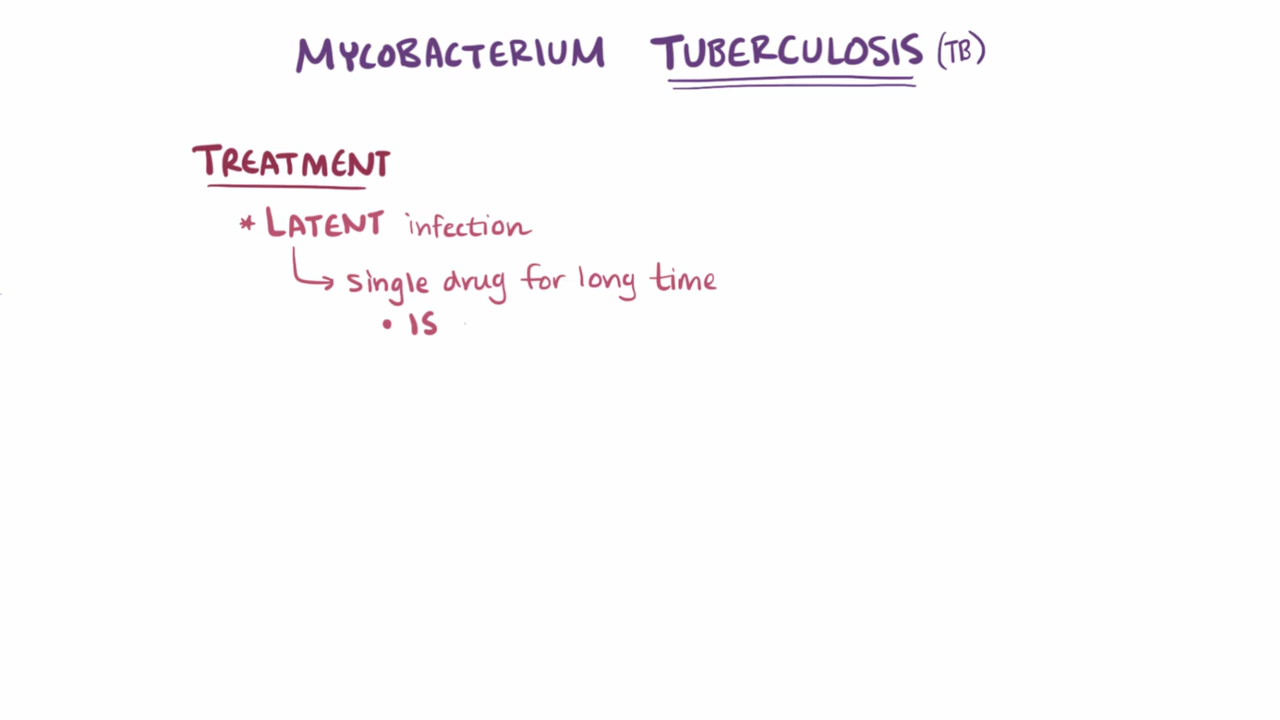 MYCOBACTERIUM TUBERCULOSIS (TB)
TREATMENT
* LATENT infection
single drug for long time
• IS